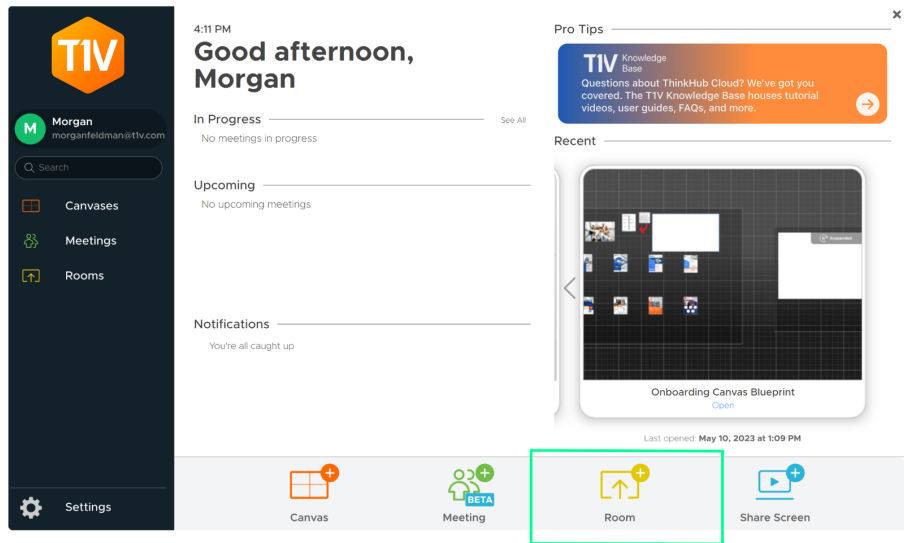 T1V
M
Morgan
morganfeldman@t1v.com
Search
Canvases
Meetings
Rooms
Settings
4:11 PM
Good afternoon,
Morgan
In Progress
See All
No meetings in progress
Upcoming
No upcoming meetings
Notifications
You're all caught up
Pro Tips
T1V Knowledge
Base
Questions about ThinkHub Cloud? We've got you
covered. The T1V Knowledge Base houses tutorial
videos, user guides, FAQs, and more.
Recent
Suspended
Onboarding Canvas Blueprint
Open
Last opened: May 10, 2023 at 1:09 PM
Canvas
BETA
Meeting
Room
Share Screen